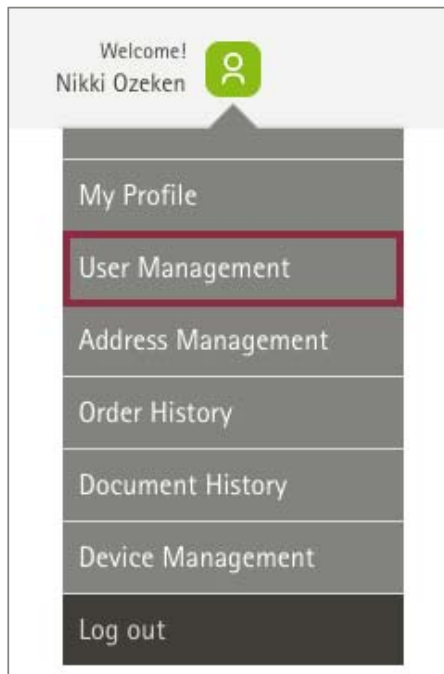 Welcome!
Nikki Ozeken
My Profile
User Management
Address Management
Order History
Document History
Device Management
Log out